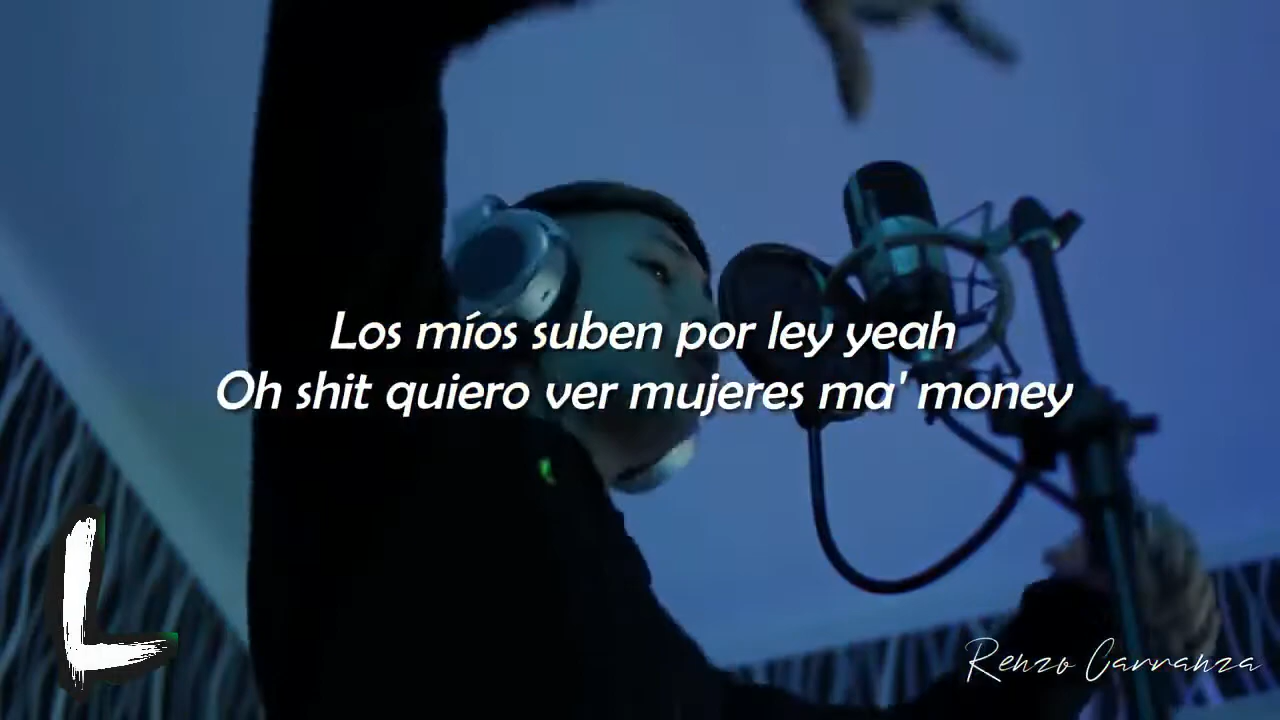 Los míos suben por ley yeah
Oh shit quiero ver mujeres ma' money
L
Renzo Carranza